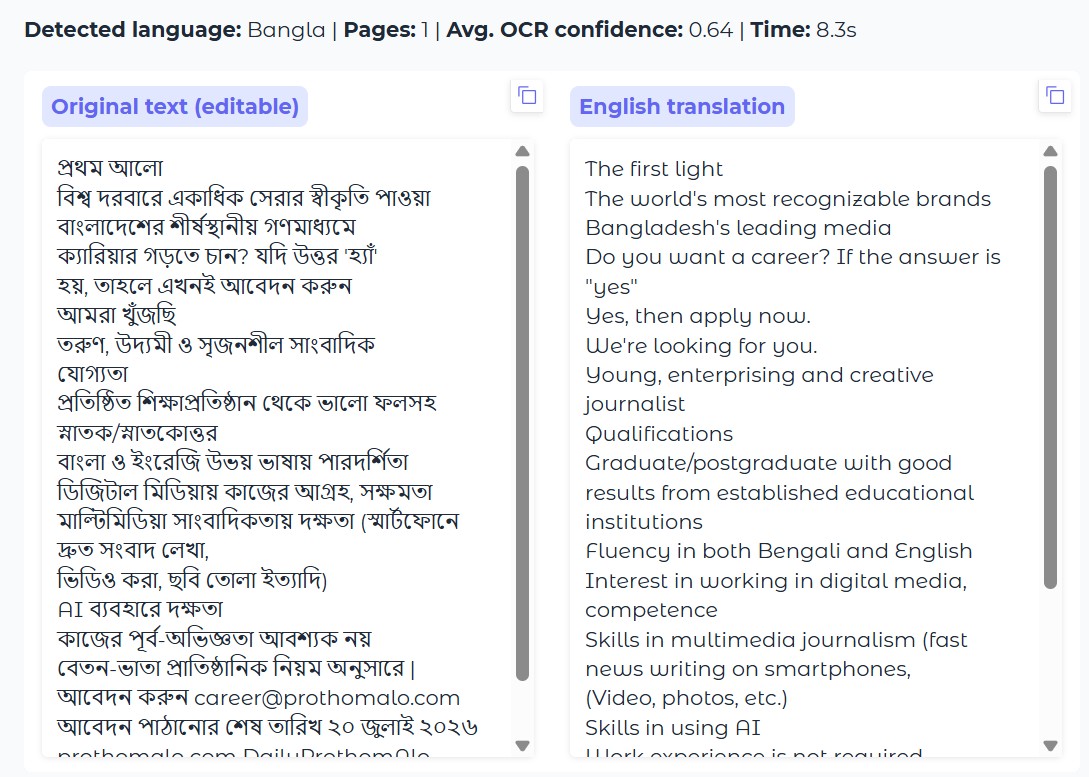 Detected language: Bangla | Pages: 1 | Avg. OCR confidence: 0.64 | Time: 8.3s
Original text (editable)
প্রথম আলো
বিশ্ব দরবারে একাধিক সেরার স্বীকৃতি পাওয়া
বাংলাদেশের শীর্ষস্থানীয় গণমাধ্যমে
ক্যারিয়ার গড়তে চান? যদি উত্তর 'হ্যাঁ'
হয়, তাহলে এখনই আবেদন করুন
আমরা খুঁজছি
তরুণ, উদ্যমী ও সৃজনশীল সাংবাদিক
যোগ্যতা
প্রতিষ্ঠিত শিক্ষাপ্রতিষ্ঠান থেকে ভালো ফলসহ
স্নাতক/স্নাতকোত্তর
বাংলা ও ইংরেজি উভয় ভাষায় পারদর্শিতা
ডিজিটাল মিডিয়ায় কাজের আগ্রহ, সক্ষমতা
মাল্টিমিডিয়া সাংবাদিকতায় দক্ষতা (স্মার্টফোনে
দ্রুত সংবাদ লেখা,
ভিডিও করা, ছবি তোলা ইত্যাদি)
AI ব্যবহারে দক্ষতা
কাজের পূর্ব-অভিজ্ঞতা আবশ্যক নয়
বেতন-ভাতা প্রাতিষ্ঠানিক নিয়ম অনুসারে |
আবেদন করুন career@prothomalo.com
আবেদন পাঠানোর শেষ তারিখ ২০ জুলাই ২০২৬
prothomalo.com DailyProthomAlo
English translation
The first light
The world's most recognizable brands
Bangladesh's leading media
Do you want a career? If the answer is
"yes"
Yes, then apply now.
We're looking for you.
Young, enterprising and creative
journalist
Qualifications
Graduate/postgraduate with good
results from established educational
institutions
Fluency in both Bengali and English
Interest in working in digital media,
competence
Skills in multimedia journalism (fast
news writing on smartphones,
(Video, photos, etc.)
Skills in using AI
Work experience is not required